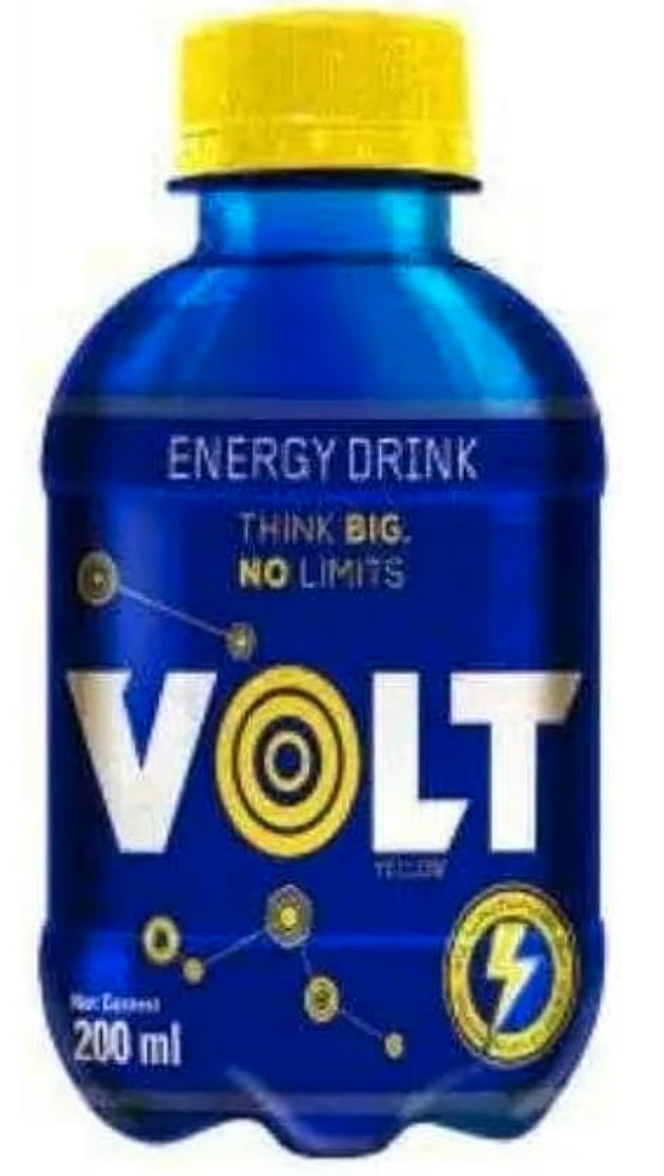 ENERGY DRINK
THINK BIG.
NO LIMITS
VOLT
YELLOW
Net Content
200 ml